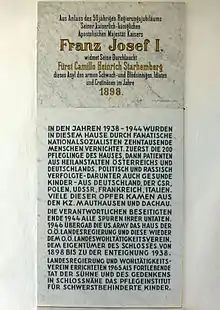 Aus Anlass des 50jährigen Regierungsjubiläums
Seiner kaiserlich-königlichen
Apostolischen Majestät Kaisers
Franz Josef I.
widmet Seine Durchlaucht
Fürst Camillo Heinrich Starhemberg
dieses Asyl den armen Schwach- und Blödsinnigen, Idioten
und Cretinösen im Jahre
1898.
IN DEN JAHREN 1938-1944 WURDEN
IN DIESEM HAUSE DURCH FANATISCHE
NATIONALSOZIALISTEN ZEHNTAUSENDE
MENSCHEN VERNICHTET. ZUERST DIE 200
PFLEGLINGE DES HAUSES, DANN PATIENTEN
AUS HEILANSTALTEN ÖSTERREICHS UND
DEUTSCHLANDS, POLITISCH UND RASSISCH
VERFOLGTE-DARUNTER AUCH GESUNDE
KINDER-AUS DEUTSCHLAND, DER ČSR,
POLEN, UDSSR, FRANKREICH, ITALIEN.
VIELE DIESER OPFER KAMEN AUS
DEN KZ. MAUTHAUSEN UND DACHAU.
DIE VERANTWORTLICHEN BESEITIGTEN
ENDE 1944 ALLE SPUREN IHRER UNTATEN.
1946 ÜBERGAB DIE US. ARMY DAS HAUS DER
O.Ö. LANDESREGIERUNG UND DIESE WIEDER
DEM O.Ö. LANDESWOHLTÄTIGKEITSVEREIN,
DEM EIGENTÜMER DES SCHLOSSES VON
1898 BIS ZU DER ENTEIGNUNG 1938.
LANDESREGIERUNG UND WOHLTÄTIGKEITS-
VEREIN ERRICHTETEN 1965 ALS FORTLEBENDE
TAT DER SÜHNE UND DES GEDENKENS
IN SCHLOSSNÄHE DAS PFLEGEINSTITUT
FÜR SCHWERSTBEHINDERTE KINDER.